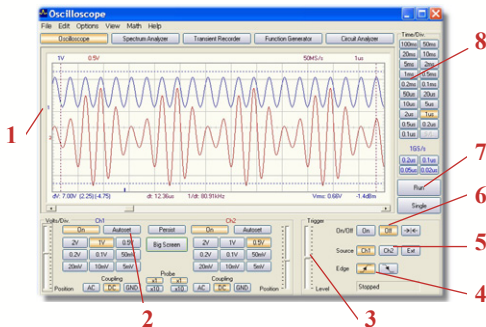 Oscilloscope
File Edit Options View Math Help
Oscilloscope Spectrum Analyzer Transient Recorder Function Generator Circuit Analyzer
Time/Div.
100ms 50ms
20ms 10ms
5ms 2ms
1ms 0.5ms
0.2ms 0.1ms
50us 20us
10us 5us
2us 1us
0.5us 0.2us
0.1us
1GS/s
0.2us 0.1us
0.05us 0.02us
Run
Single
1V 0.5V 50MS/s 1us
dV: 7.00V (2.25)(-4.75) dt: 12.36us 1/dt: 80.91kHz Vrms: 0.66V -1.4dBm
Volts/Div. Ch1 Ch2
On Autoset Persist On Autoset
2V 1V 0.5V Big Screen 2V 1V 0.5V
0.2V 0.1V 50mV 0.2V 0.1V 50mV
20mV 10mV 5mV 20mV 10mV 5mV
Coupling Probe Coupling
x1 x1
Position AC DC GND x10 x10 AC DC GND Position
Trigger
On/Off On Off
Source Ch1 Ch2 Ext
Edge
Level Stopped
1
2
3
4
5
6
7
8